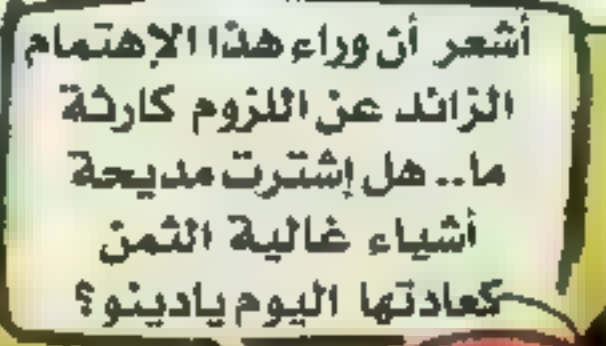 أشعر أن وراء هذا الإهتمام
الزائد عن اللزوم كارثة
ما.. هل إشترت مديحة
أشياء غالية الثمن
كعادتها اليوم يادينو؟